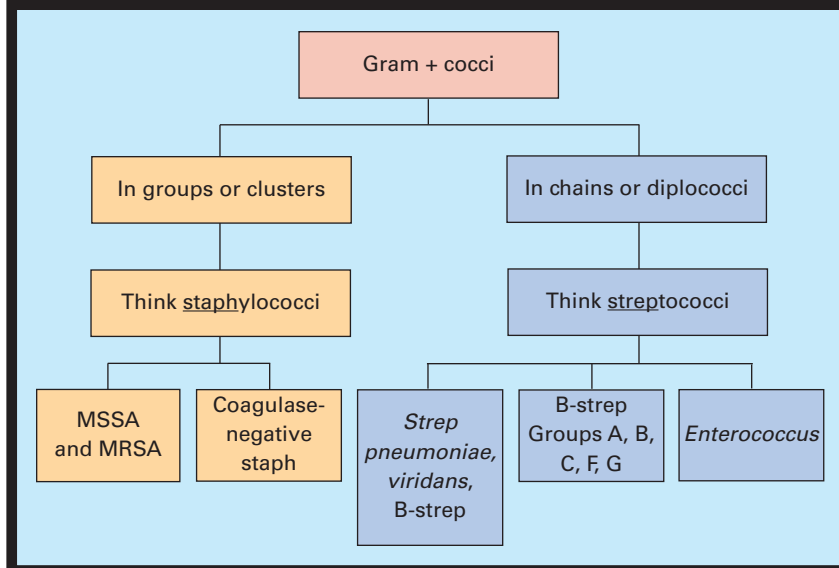 Gram + cocci
In groups or clusters
In chains or diplococci
Think staphylococci
Think streptococci
MSSA
and MRSA
Coagulase-
negative
staph
Strep
pneumoniae,
viridans,
B-strep
B-strep
Groups A, B,
C, F, G
Enterococcus